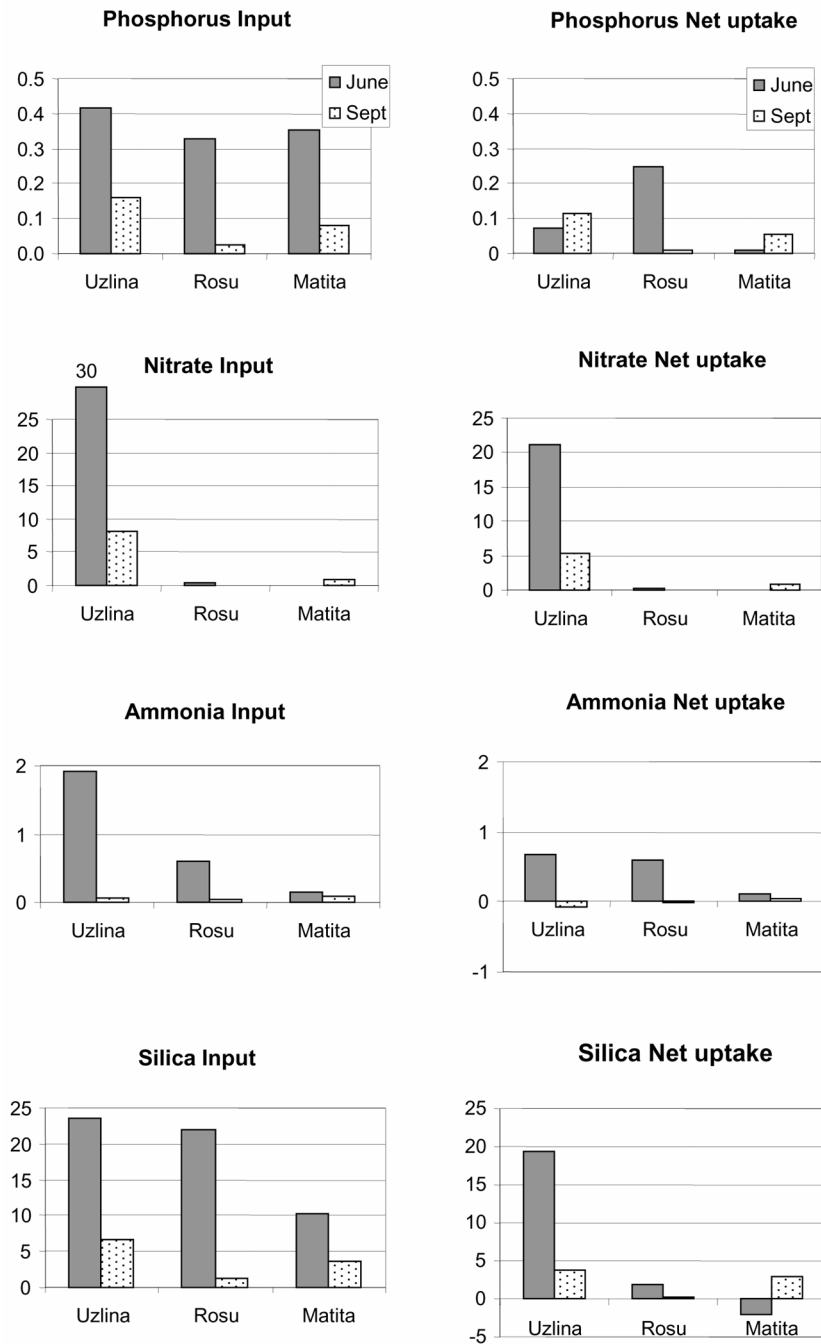 Phosphorus Input
0.5
0.4
0.3
0.2
0.1
0.0
June
Sept
Uzlina Rosu Matita
Phosphorus Net uptake
0.5
0.4
0.3
0.2
0.1
0
June
Sept
Uzlina Rosu Matita
Nitrate Input
30
25
20
15
10
5
0
Uzlina Rosu Matita
Nitrate Net uptake
25
20
15
10
5
0
Uzlina Rosu Matita
Ammonia Input
2
1
0
Uzlina Rosu Matita
Ammonia Net uptake
2
1
0
-1
Uzlina Rosu Matita
Silica Input
25
20
15
10
5
0
Uzlina Rosu Matita
Silica Net uptake
25
20
15
10
5
0
-5
Uzlina Rosu Matita